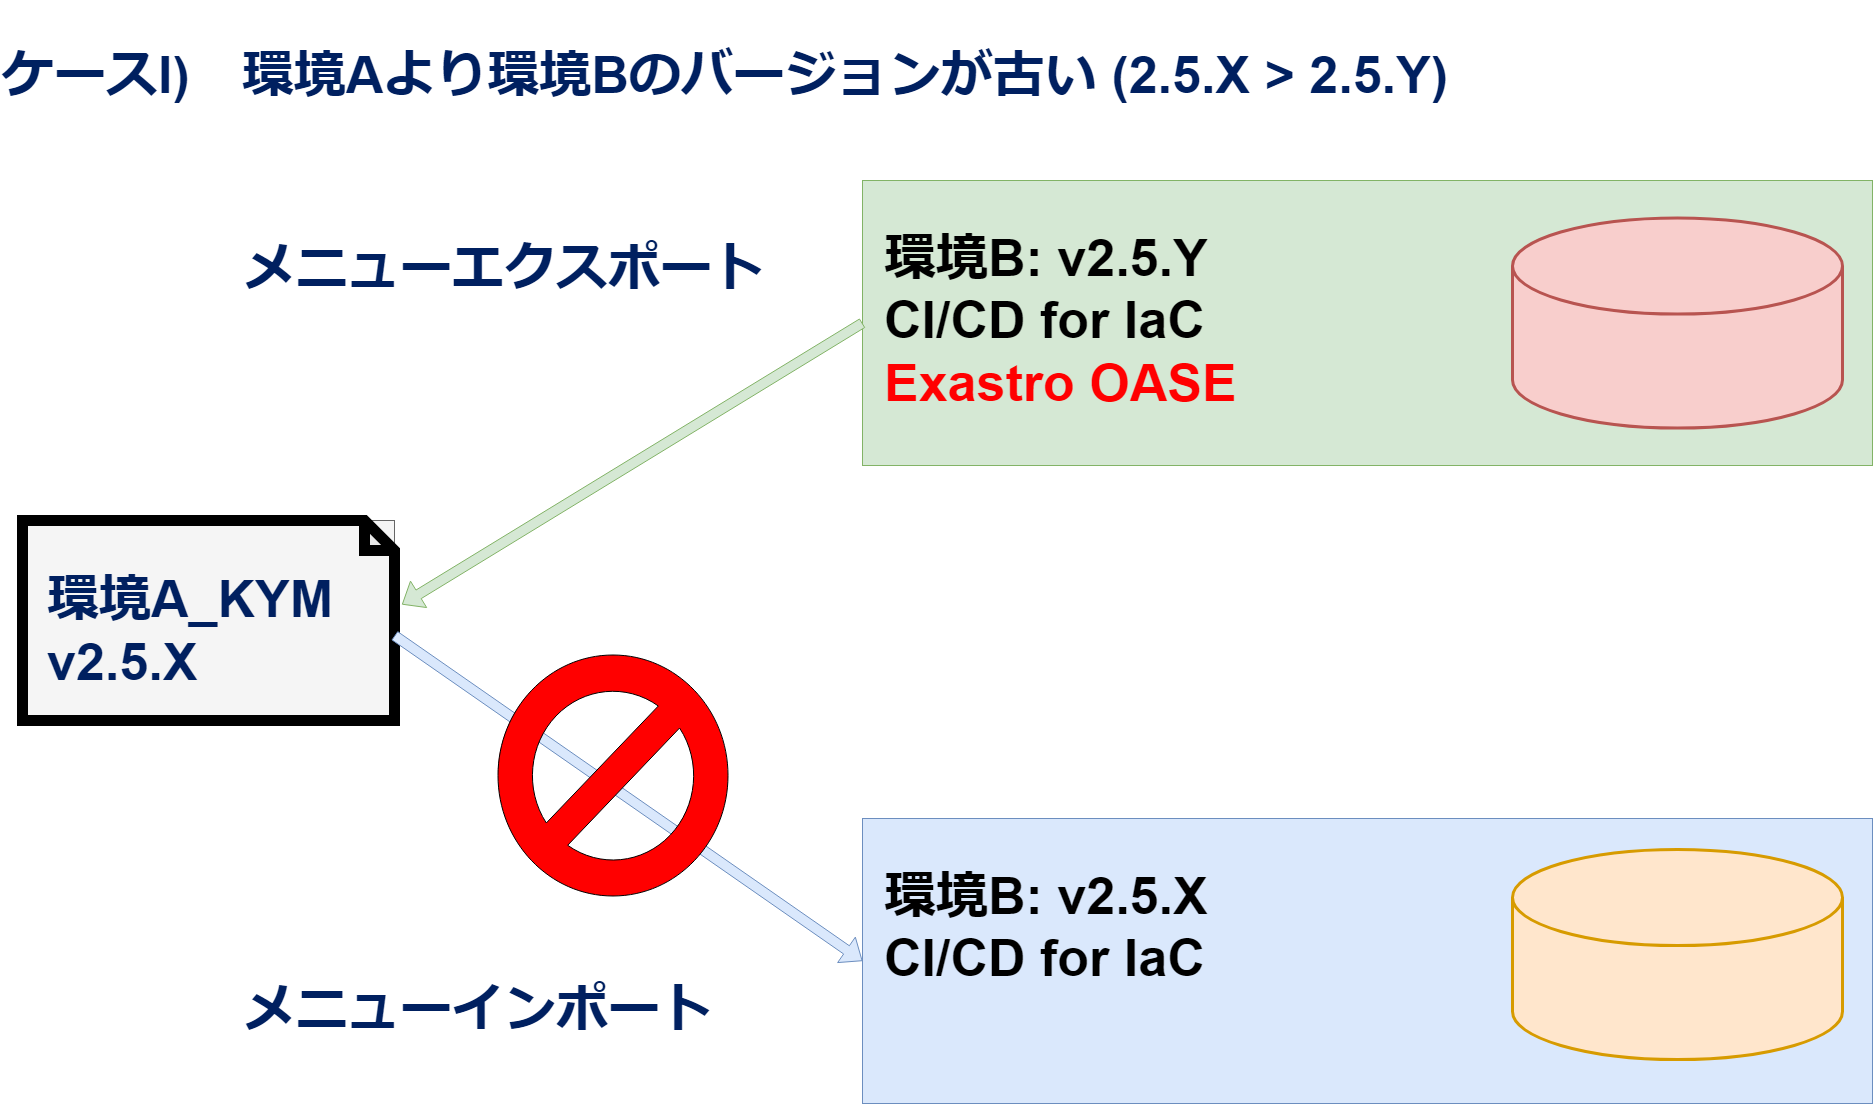 ケースI)　環境Aより環境Bのバージョンが古い (2.5.X > 2.5.Y)
メニューエクスポート
環境B: v2.5.Y
CI/CD for IaC
Exastro OASE
環境A_KYM
v2.5.X
環境B: v2.5.X
CI/CD for IaC
メニューインポート